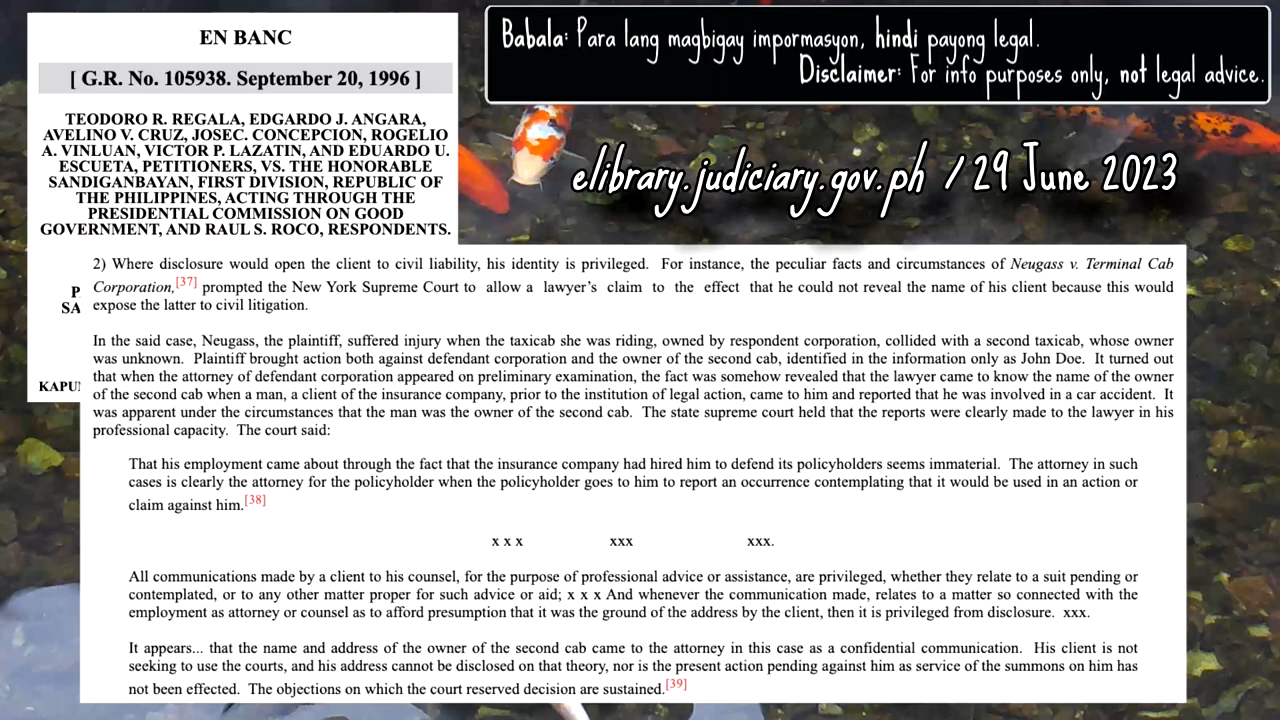 EN BANC
[ G.R. No. 105938. September 20, 1996 ]
TEODORO R. REGALA, EDGARDO J. ANGARA,
AVELINO V. CRUZ, JOSEC. CONCEPCION, ROGELIO
A. VINLUAN, VICTOR P. LAZATIN, AND EDUARDO U.
ESCUETA, PETITIONERS, VS. THE HONORABLE
SANDIGANBAYAN, FIRST DIVISION, REPUBLIC OF
THE PHILIPPINES, ACTING THROUGH THE
PRESIDENTIAL COMMISSION ON GOOD
GOVERNMENT, AND RAUL S. ROCO, RESPONDENTS.
Babala: Para lang magbigay impormasyon, hindi payong legal.
Disclaimer: For info purposes only, not legal advice.
elibrary.judiciary.gov.ph / 29 June 2023
P
SA
KAPU
2) Where disclosure would open the client to civil liability, his identity is privileged. For instance, the peculiar facts and circumstances of Neugass v. Terminal Cab
Corporation,[37] prompted the New York Supreme Court to allow a lawyer's claim to the effect that he could not reveal the name of his client because this would
expose the latter to civil litigation.
In the said case, Neugass, the plaintiff, suffered injury when the taxicab she was riding, owned by respondent corporation, collided with a second taxicab, whose owner
was unknown. Plaintiff brought action both against defendant corporation and the owner of the second cab, identified in the information only as John Doe. It turned out
that when the attorney of defendant corporation appeared on preliminary examination, the fact was somehow revealed that the lawyer came to know the name of the owner
of the second cab when a man, a client of the insurance company, prior to the institution of legal action, came to him and reported that he was involved in a car accident. It
was apparent under the circumstances that the man was the owner of the second cab. The state supreme court held that the reports were clearly made to the lawyer in his
professional capacity. The court said:
That his employment came about through the fact that the insurance company had hired him to defend its policyholders seems immaterial. The attorney in such
cases is clearly the attorney for the policyholder when the policyholder goes to him to report an occurrence contemplating that it would be used in an action or
claim against him.[38]
x x x xxx xxx.
All communications made by a client to his counsel, for the purpose of professional advice or assistance, are privileged, whether they relate to a suit pending or
contemplated, or to any other matter proper for such advice or aid; x x x And whenever the communication made, relates to a matter so connected with the
employment as attorney or counsel as to afford presumption that it was the ground of the address by the client, then it is privileged from disclosure. xxx.
It appears... that the name and address of the owner of the second cab came to the attorney in this case as a confidential communication. His client is not
seeking to use the courts, and his address cannot be disclosed on that theory, nor is the present action pending against him as service of the summons on him has
not been effected. The objections on which the court reserved decision are sustained.[39]